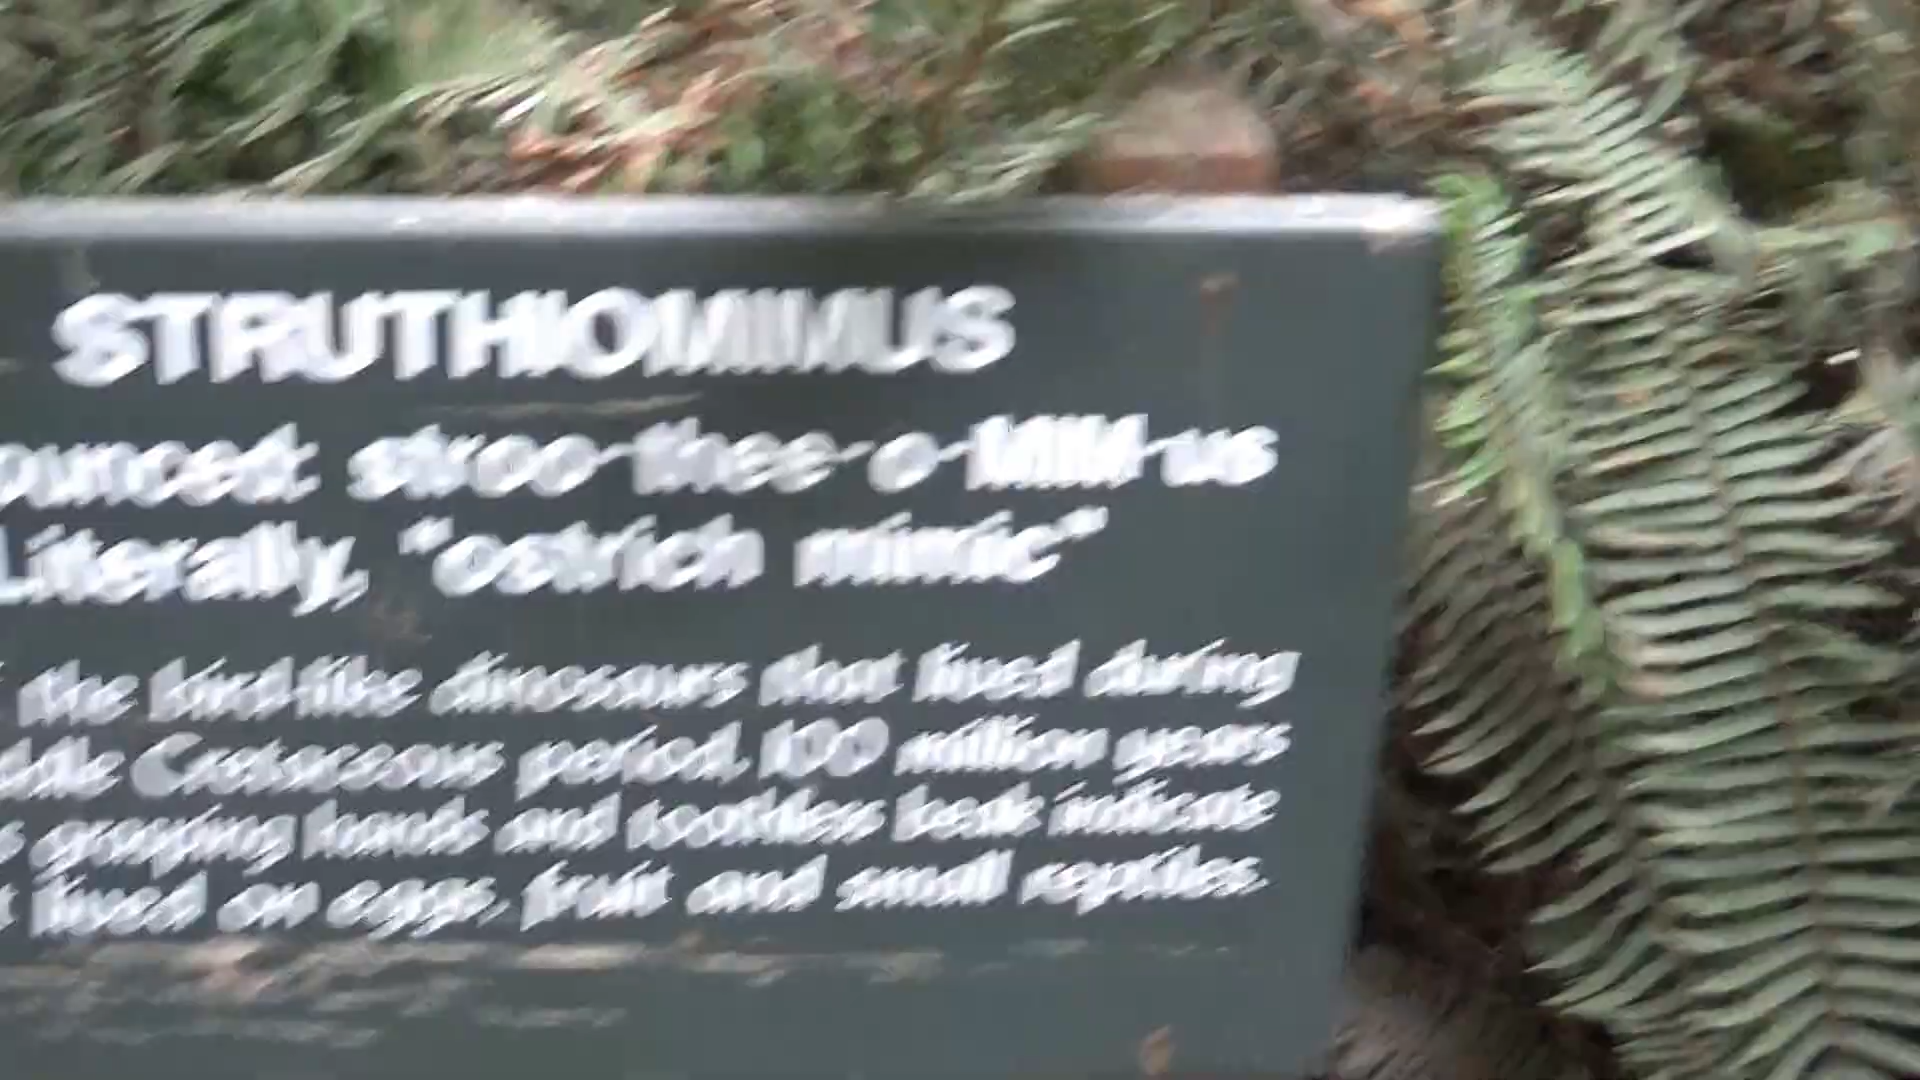 STRUTHIOMIMUS
ounced: stroo-thee-o-MIM-us
Literally, "ostrich mimic"
the bird-like dinosaurs that lived during
ddle Cretaceous period, 100 million years
s grasping hands and toothless beak indicate
t lived on eggs, fruit and small reptiles.